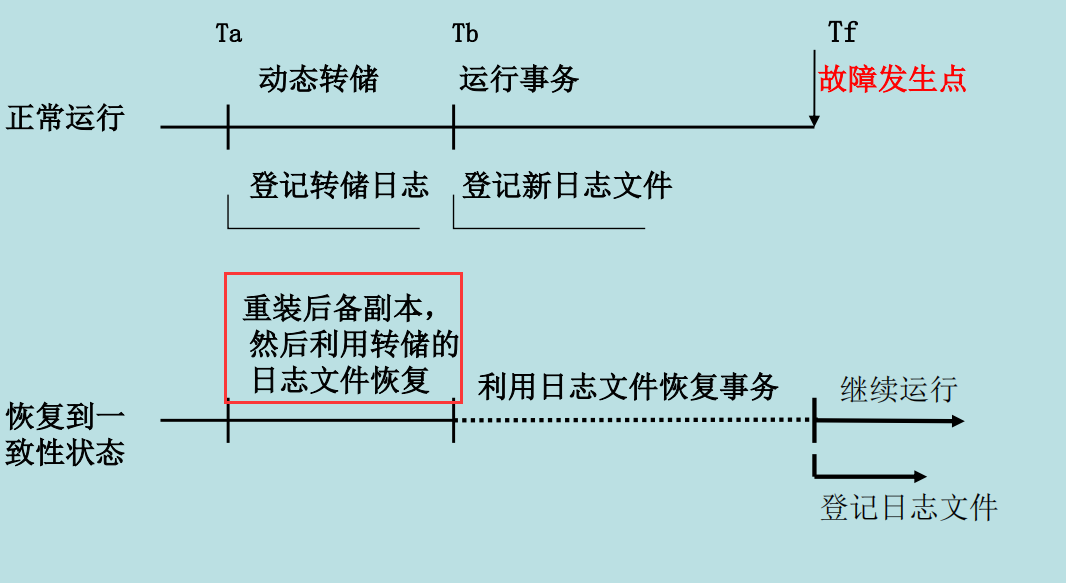 Ta
Tb
Tf
动态转储
运行事务
故障发生点
正常运行
登记转储日志
登记新日志文件
重装后备副本，
然后利用转储的
日志文件恢复
利用日志文件恢复事务
继续运行
恢复到一
致性状态
登记日志文件